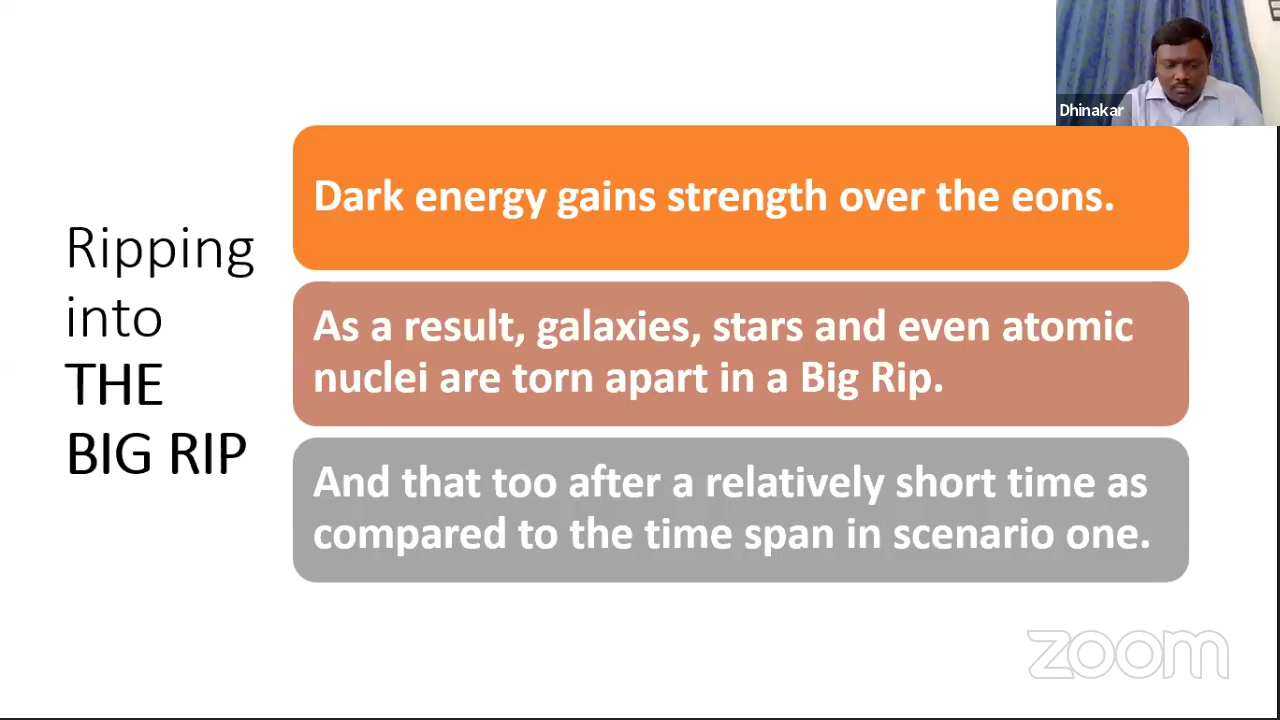 Dhinakar
Ripping
into
THE
BIG RIP
Dark energy gains strength over the eons.
As a result, galaxies, stars and even atomic
nuclei are torn apart in a Big Rip.
And that too after a relatively short time as
compared to the time span in scenario one.
zoom